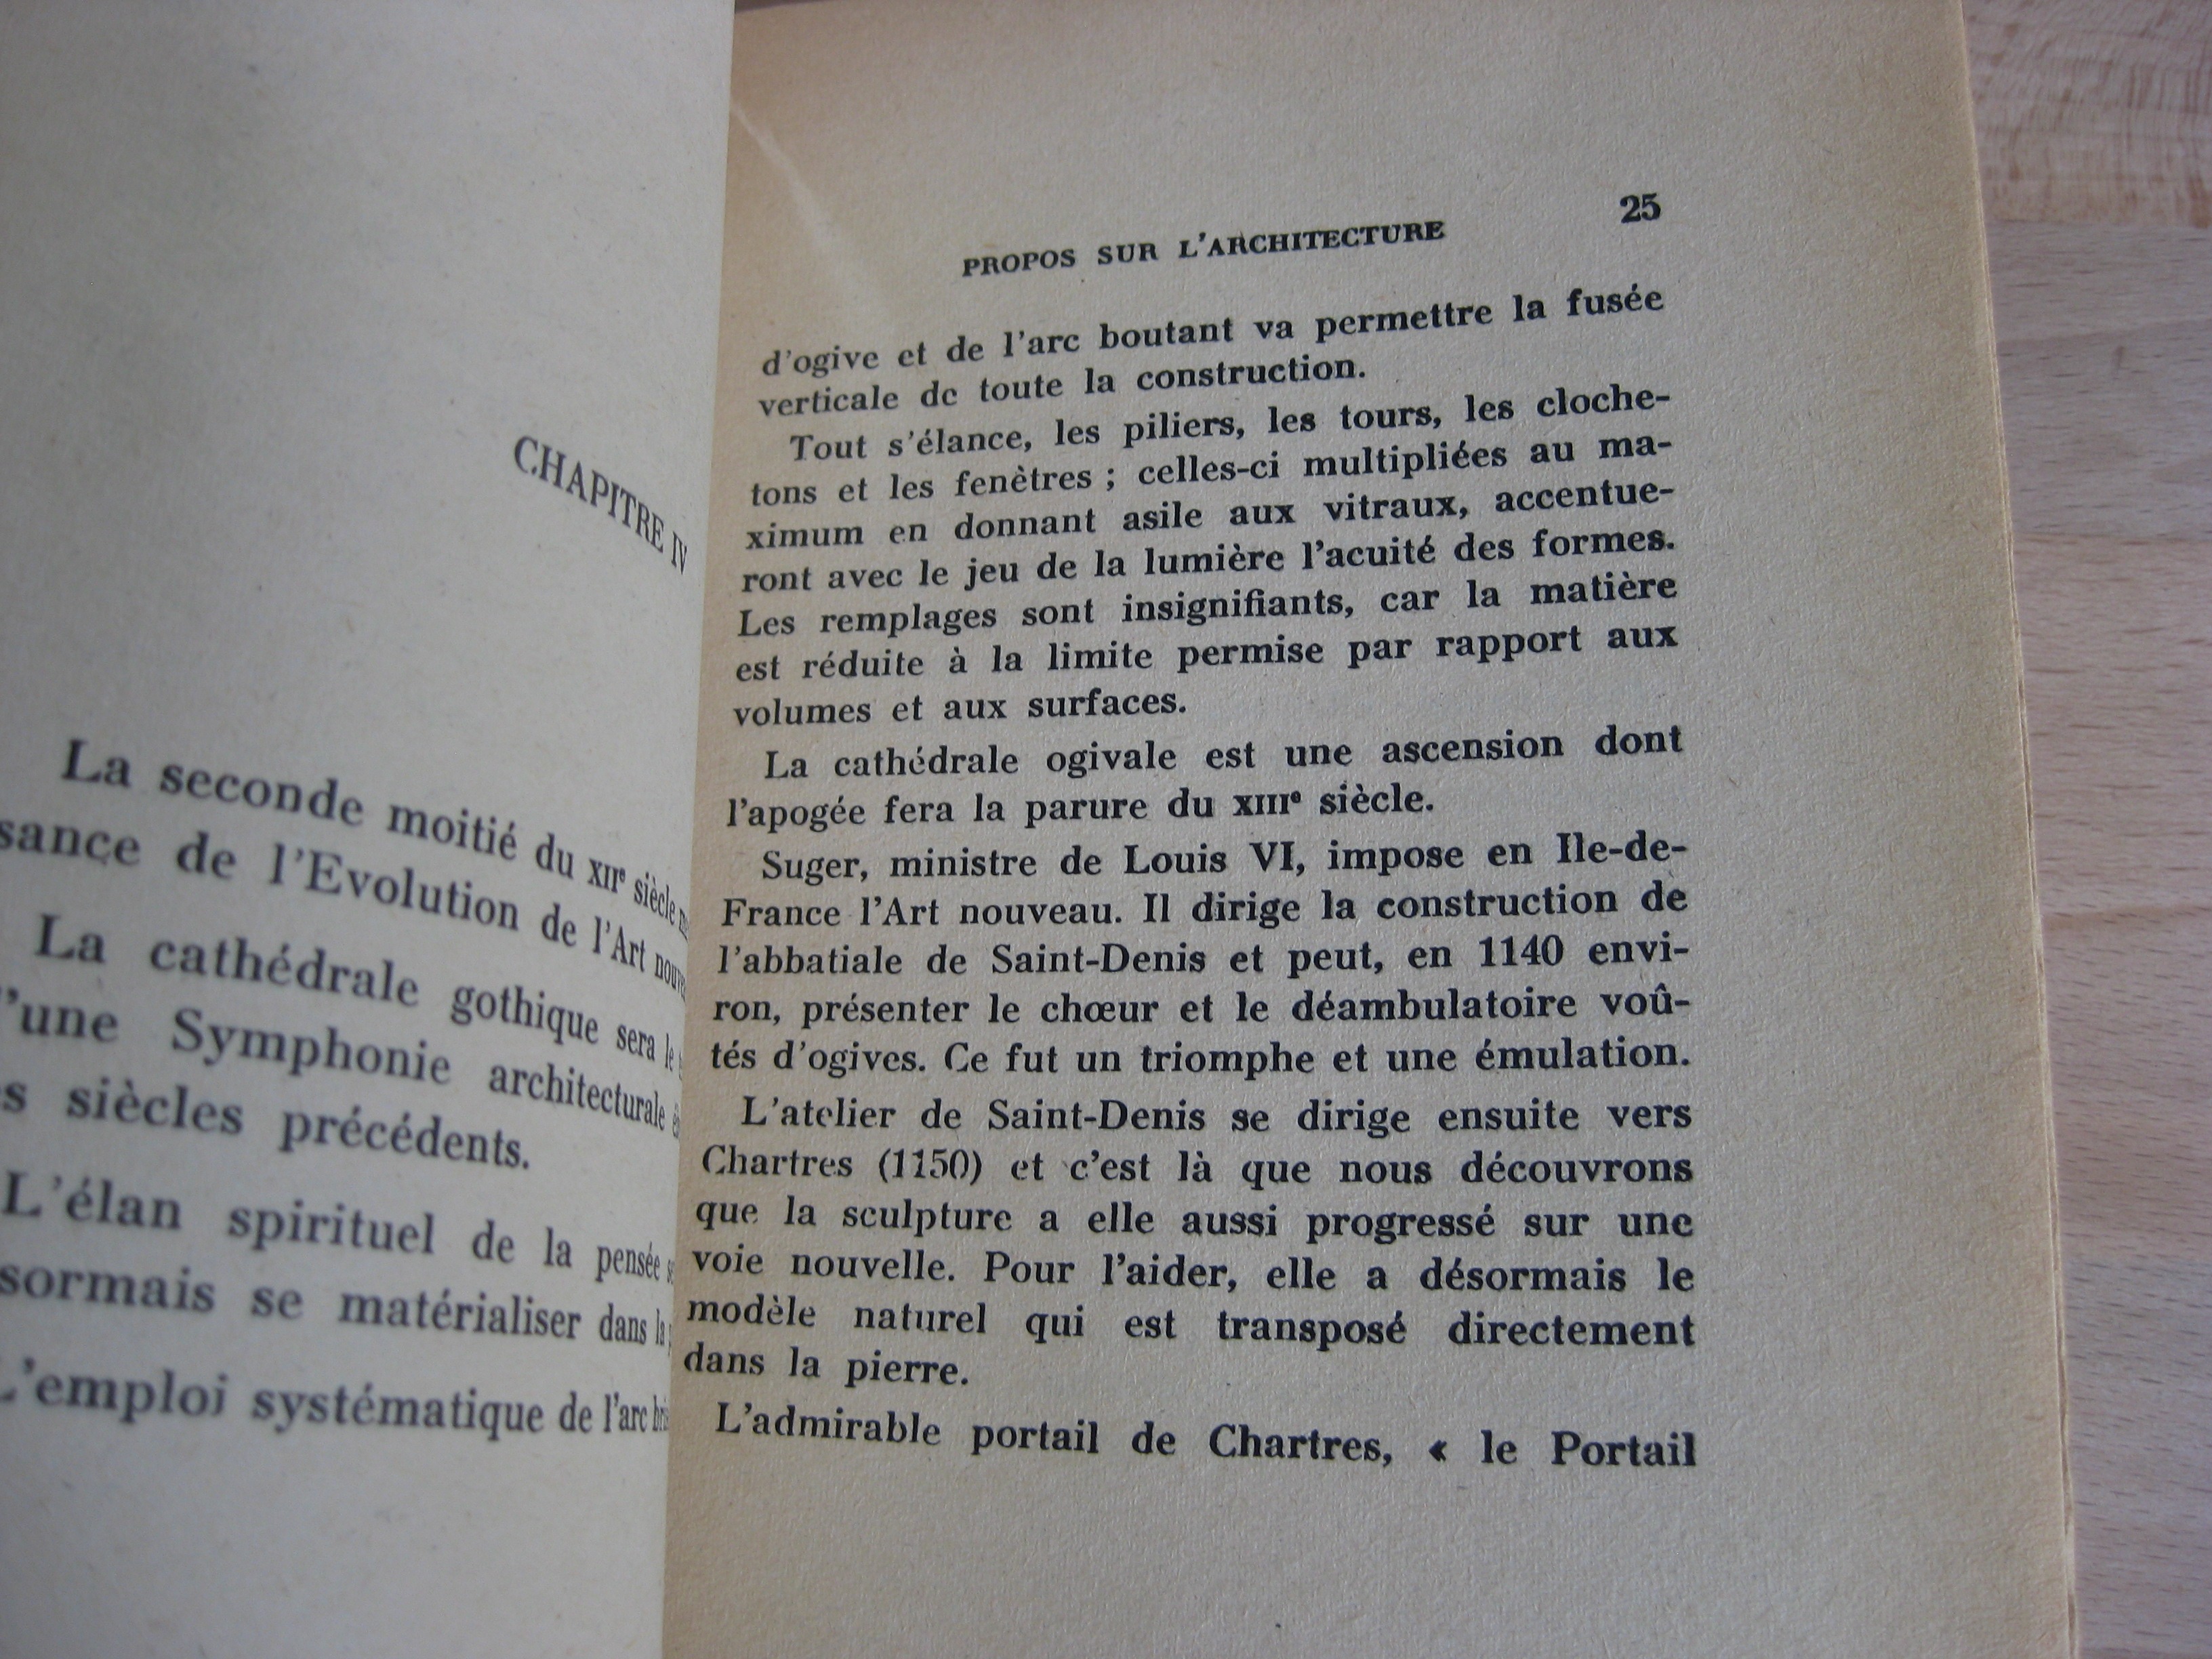 CHAPITRE IV
La seconde moitié du XIIe siècle
sance de l'Evolution de l'Art
La cathédrale gothique sera le
'une Symphonie architecturale
s siècles précédents.
L'élan spirituel de la pensée
sormais se matérialiser dans la
L'emploi systématique de l'arc
PROPOS SUR L'ARCHITECTURE 25
d'ogive et de l'arc boutant va permettre la fusée
verticale de toute la construction.
Tout s'élance, les piliers, les tours, les cloche-
tons et les fenètres ; celles-ci multipliées au ma-
ximum en donnant asile aux vitraux, accentue-
ront avec le jeu de la lumière l'acuité des formes.
Les remplages sont insignifiants, car la matière
est réduite à la limite permise par rapport aux
volumes et aux surfaces.
La cathédrale ogivale est une ascension dont
l'apogée fera la parure du XIIIe siècle.
Suger, ministre de Louis VI, impose en Ile-de-
France l'Art nouveau. Il dirige la construction de
l'abbatiale de Saint-Denis et peut, en 1140 envi-
ron, présenter le chœur et le déambulatoire voû-
tés d'ogives. Ce fut un triomphe et une émulation.
L'atelier de Saint-Denis se dirige ensuite vers
Chartres (1150) et c'est là que nous découvrons
que la sculpture a elle aussi progressé sur une
voie nouvelle. Pour l'aider, elle a désormais le
modèle naturel qui est transposé directement
dans la pierre.
L'admirable portail de Chartres, « le Portail